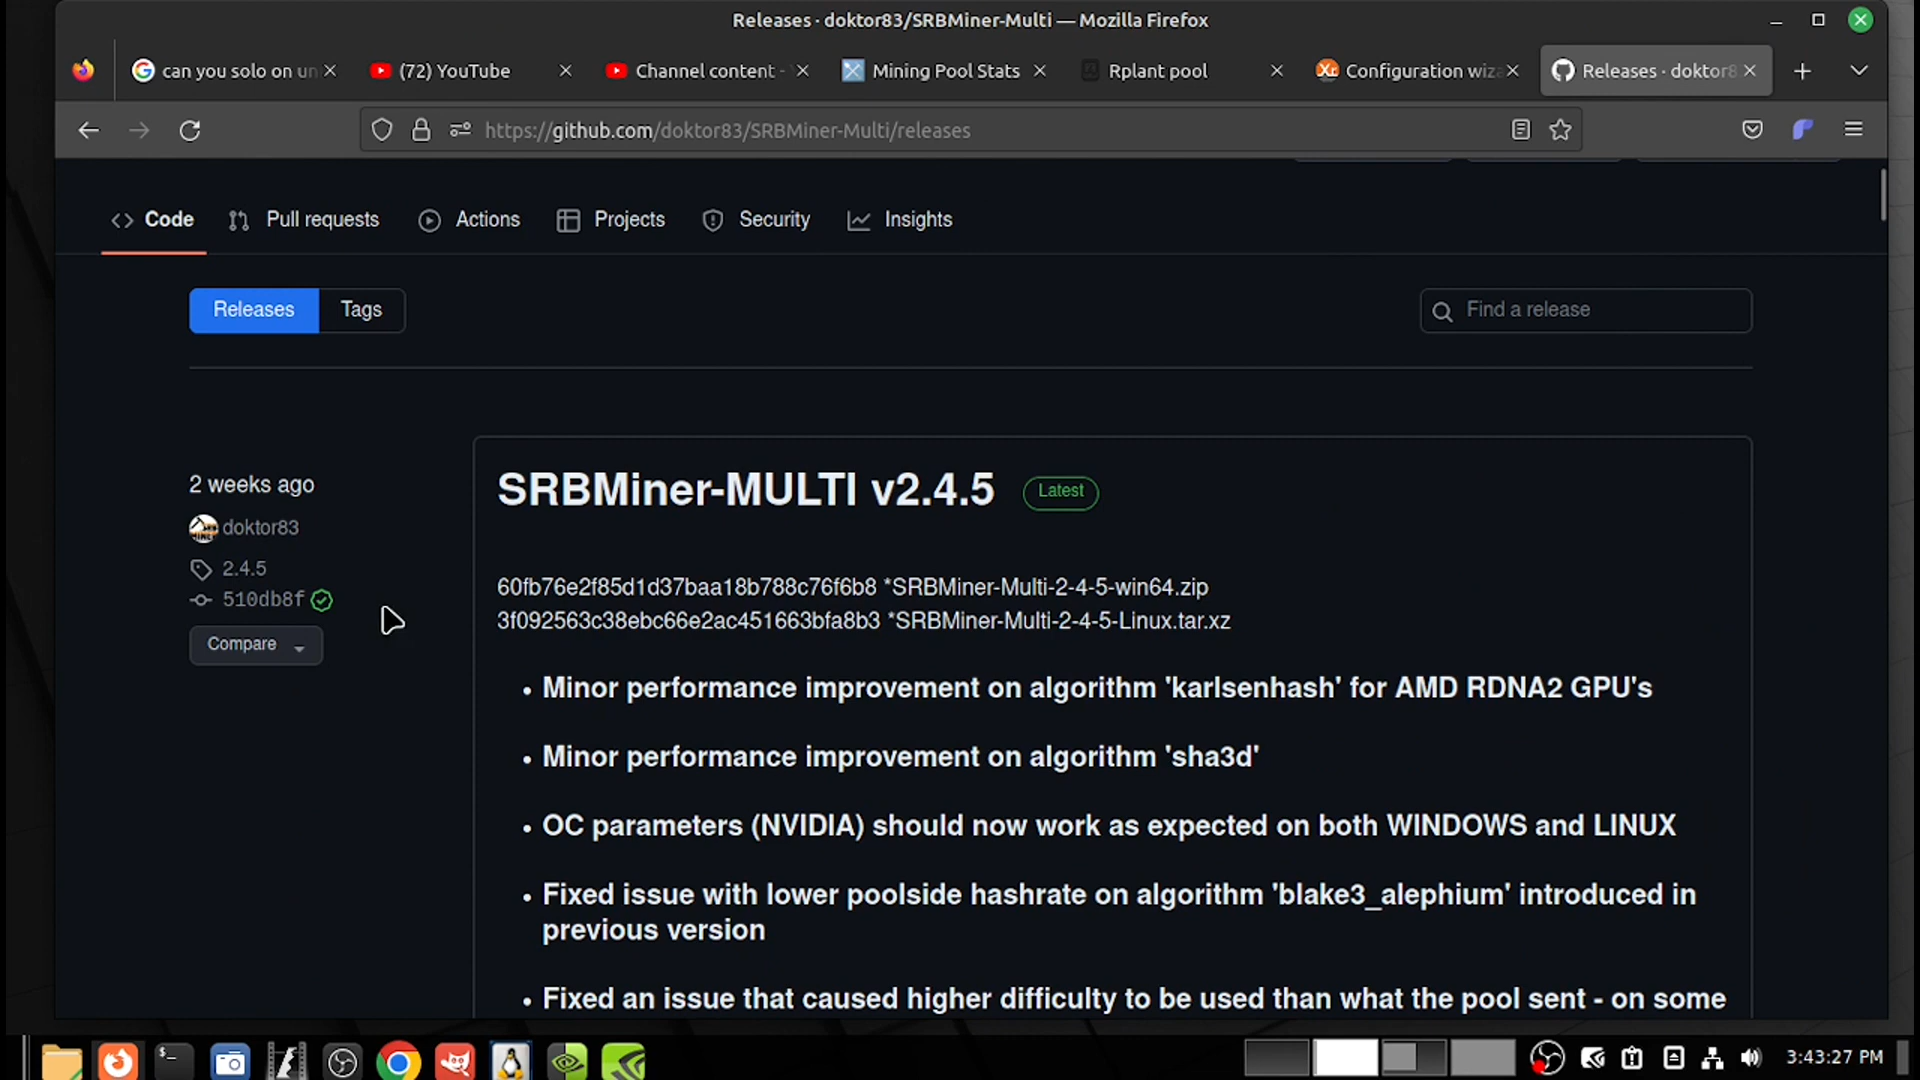 Releases · doktor83/SRBMiner-Multi — Mozilla Firefox
can you solo on un
(72) YouTube
Channel content -
Mining Pool Stats
Rplant pool
Configuration wiza
Releases · doktor8
https://github.com/doktor83/SRBMiner-Multi/releases
Code
Pull requests
Actions
Projects
Security
Insights
Releases
Tags
Find a release
2 weeks ago
doktor83
2.4.5
510db8f
Compare
SRBMiner-MULTI v2.4.5
Latest
60fb76e2f85d1d37baa18b788c76f6b8 *SRBMiner-Multi-2-4-5-win64.zip
3f092563c38ebc66e2ac451663bfa8b3 *SRBMiner-Multi-2-4-5-Linux.tar.xz
• Minor performance improvement on algorithm 'karlsenhash' for AMD RDNA2 GPU's
• Minor performance improvement on algorithm 'sha3d'
• OC parameters (NVIDIA) should now work as expected on both WINDOWS and LINUX
• Fixed issue with lower poolside hashrate on algorithm 'blake3_alephium' introduced in
previous version
• Fixed an issue that caused higher difficulty to be used than what the pool sent - on some
3:43:27 PM